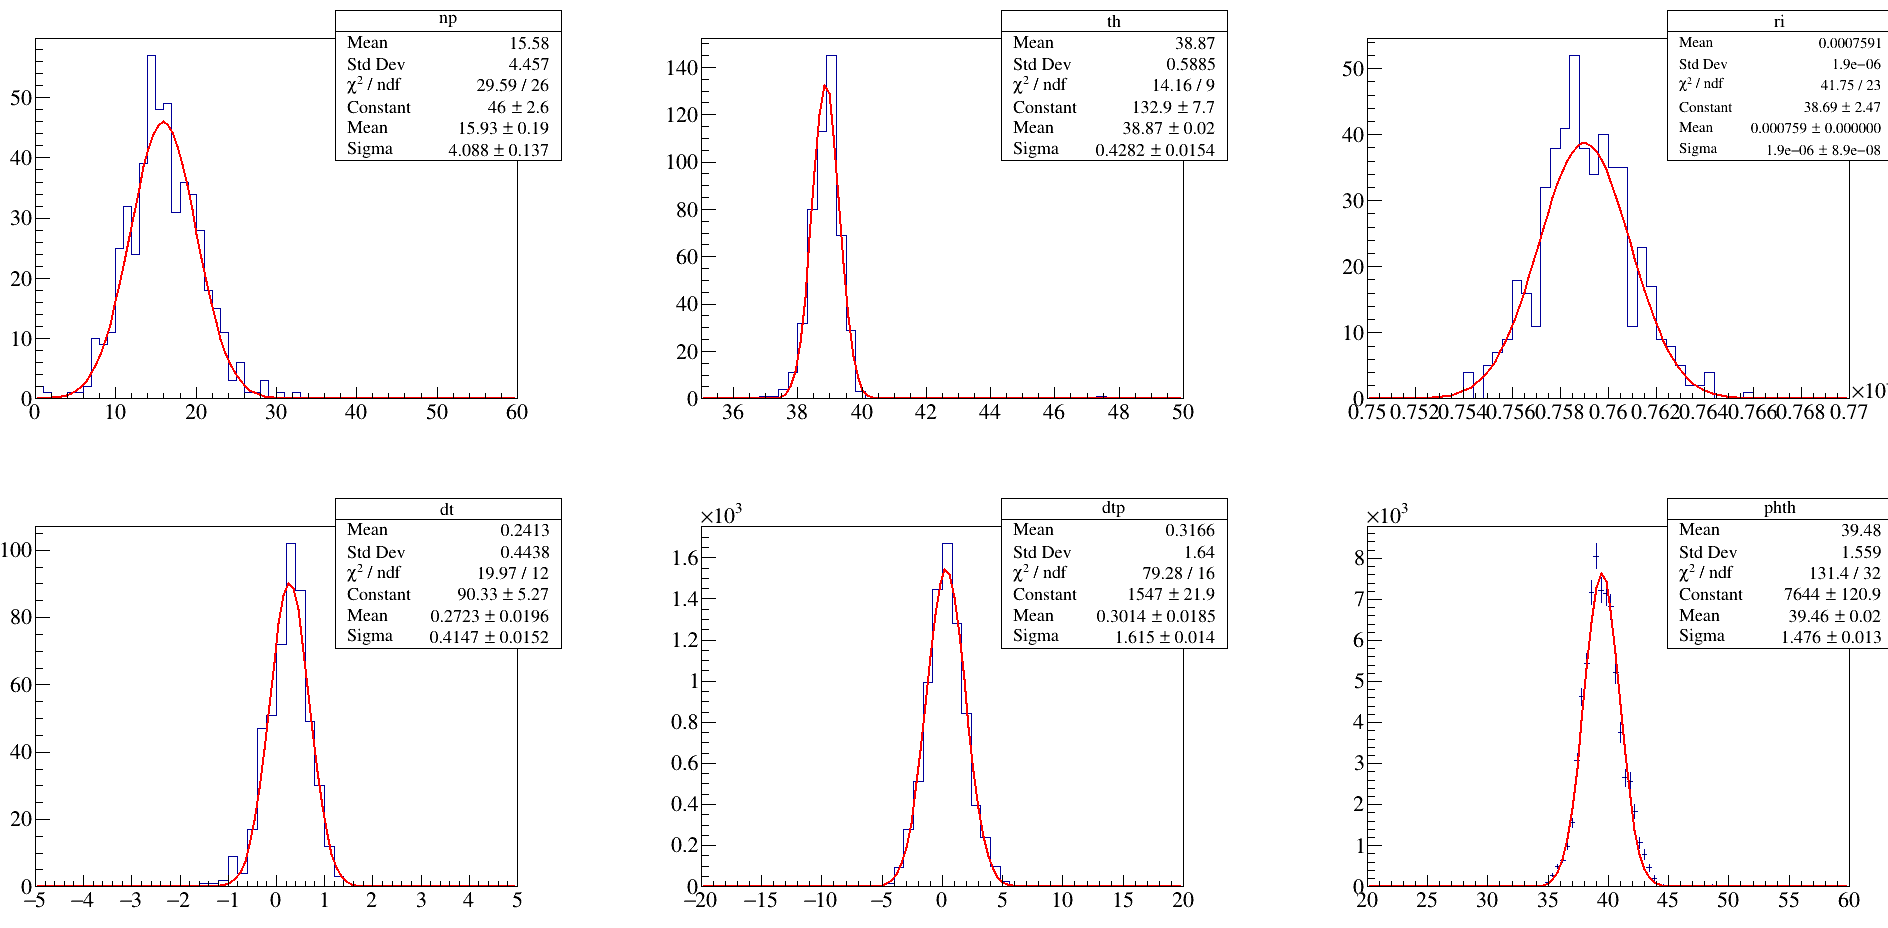 np
Mean 15.58
Std Dev 4.457
χ² / ndf 29.59 / 26
Constant 46 ± 2.6
Mean 15.93 ± 0.19
Sigma 4.088 ± 0.137
50
40
30
20
10
0
0 10 20 30 40 50 60
th
Mean 38.87
Std Dev 0.5885
χ² / ndf 14.16 / 9
Constant 132.9 ± 7.7
Mean 38.87 ± 0.02
Sigma 0.4282 ± 0.0154
140
120
100
80
60
40
20
0
36 38 40 42 44 46 48 50
ri
Mean 0.0007591
Std Dev 1.9e−06
χ² / ndf 41.75 / 23
Constant 38.69 ± 2.47
Mean 0.000759 ± 0.000000
Sigma 1.9e−06 ± 8.9e−08
50
40
30
20
10
0
×10
0.75 0.752 0.754 0.756 0.758 0.76 0.762 0.764 0.766 0.768 0.77
dt
Mean 0.2413
Std Dev 0.4438
χ² / ndf 19.97 / 12
Constant 90.33 ± 5.27
Mean 0.2723 ± 0.0196
Sigma 0.4147 ± 0.0152
100
80
60
40
20
0
−5 −4 −3 −2 −1 0 1 2 3 4 5
×10³
dtp
Mean 0.3166
Std Dev 1.64
χ² / ndf 79.28 / 16
Constant 1547 ± 21.9
Mean 0.3014 ± 0.0185
Sigma 1.615 ± 0.014
1.6
1.4
1.2
1
0.8
0.6
0.4
0.2
0
−20 −15 −10 −5 0 5 10 15 20
×10³
phth
Mean 39.48
Std Dev 1.559
χ² / ndf 131.4 / 32
Constant 7644 ± 120.9
Mean 39.46 ± 0.02
Sigma 1.476 ± 0.013
8
7
6
5
4
3
2
1
0
20 25 30 35 40 45 50 55 60